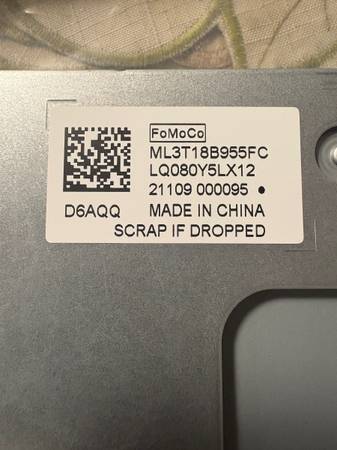 FoMoCo
ML3T18B955FC
LQ080Y5LX12
21109 000095 ●
D6AQQ MADE IN CHINA
SCRAP IF DROPPED